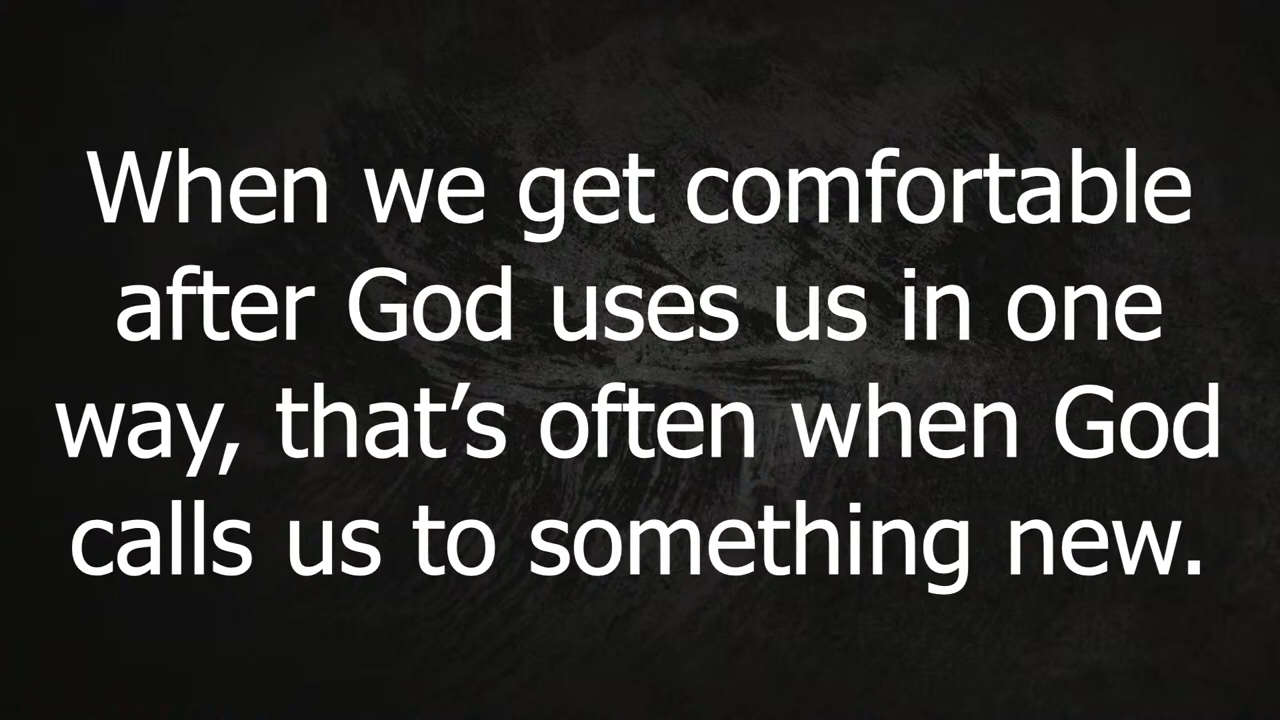 When we get comfortable
after God uses us in one
way, that’s often when God
calls us to something new.